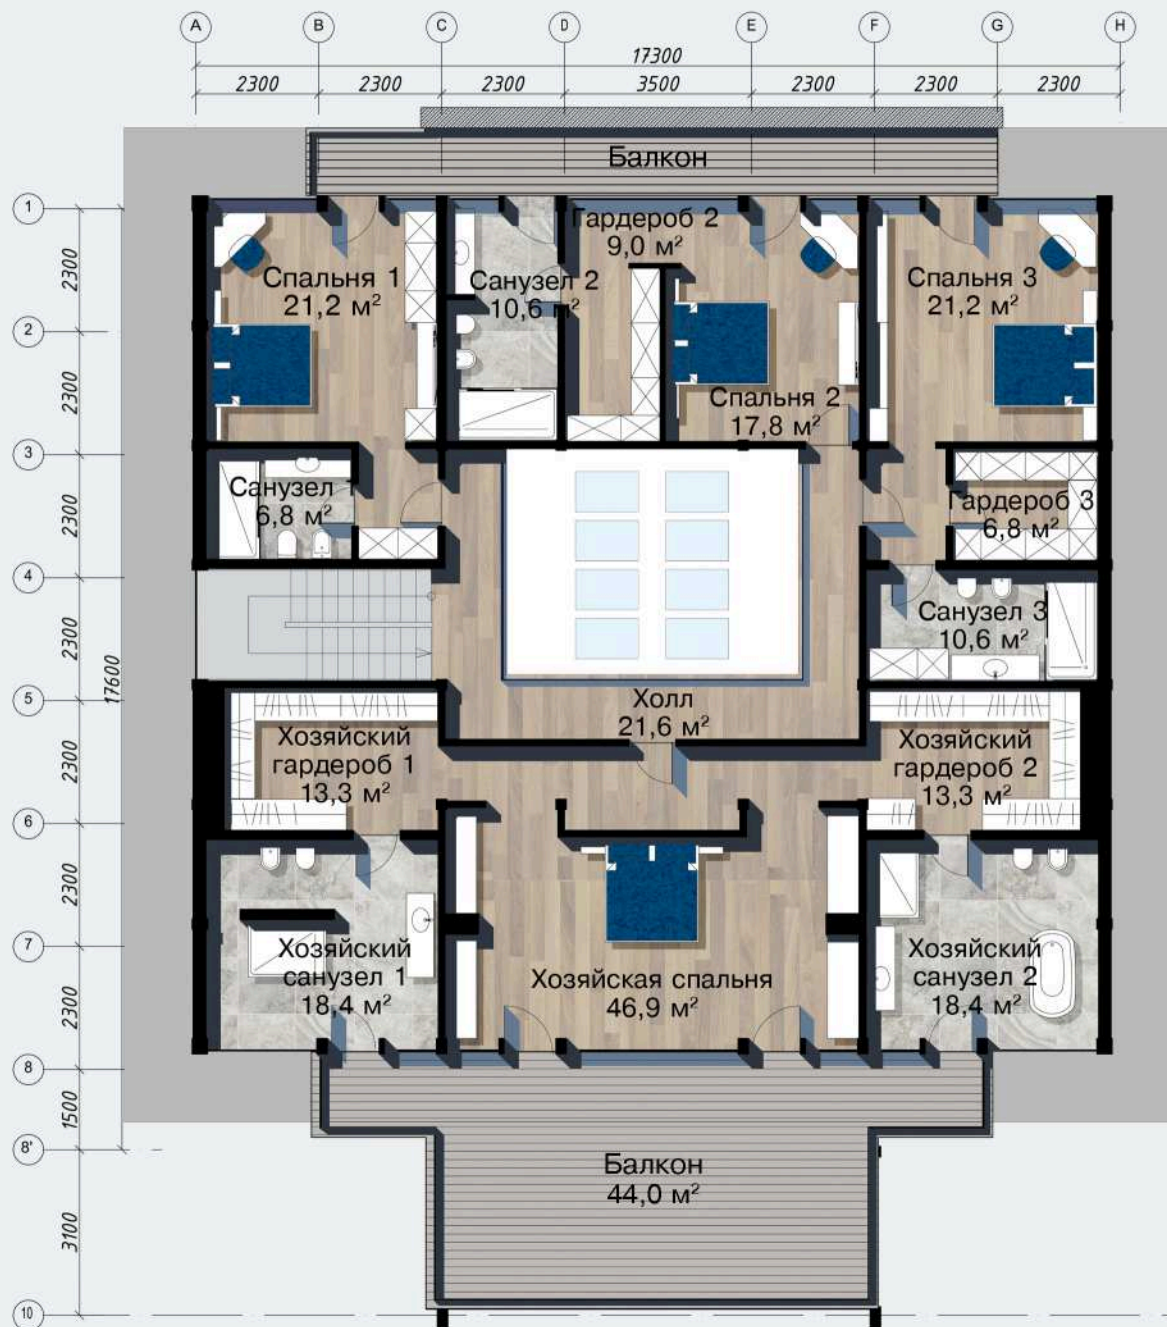 A B C D E F G H
17300
2300 2300 2300 3500 2300 2300 2300
Балкон
1
2
3
4
5
6
7
8
8'
10
2300
2300
2300
2300
2300
2300
2300
1500
3100
17600
Спальня 1
21,2 м²
Санузел 2
10,6 м²
Гардероб 2
9,0 м²
Спальня 2
17,8 м²
Спальня 3
21,2 м²
Санузел 1
6,8 м²
Гардероб 3
6,8 м²
Санузел 3
10,6 м²
Холл
21,6 м²
Хозяйский
гардероб 1
13,3 м²
Хозяйский
гардероб 2
13,3 м²
Хозяйский
санузел 1
18,4 м²
Хозяйская спальня
46,9 м²
Хозяйский
санузел 2
18,4 м²
Балкон
44,0 м²